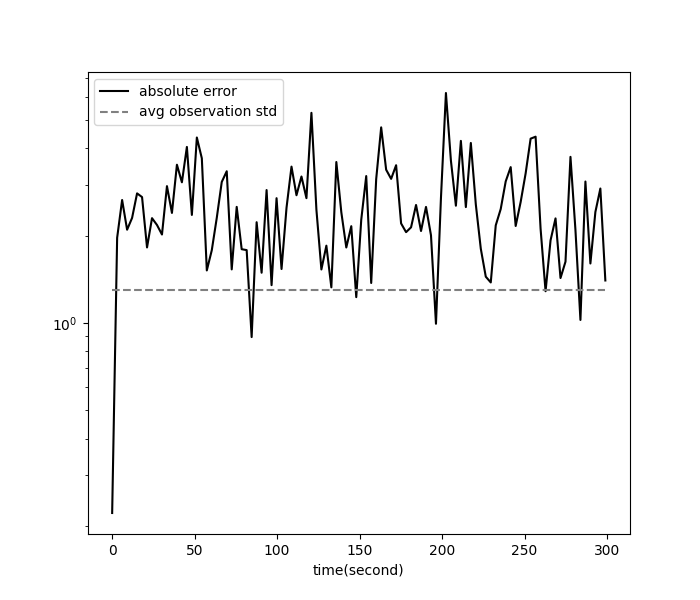 absolute error
avg observation std
10⁰
0 50 100 150 200 250 300
time(second)